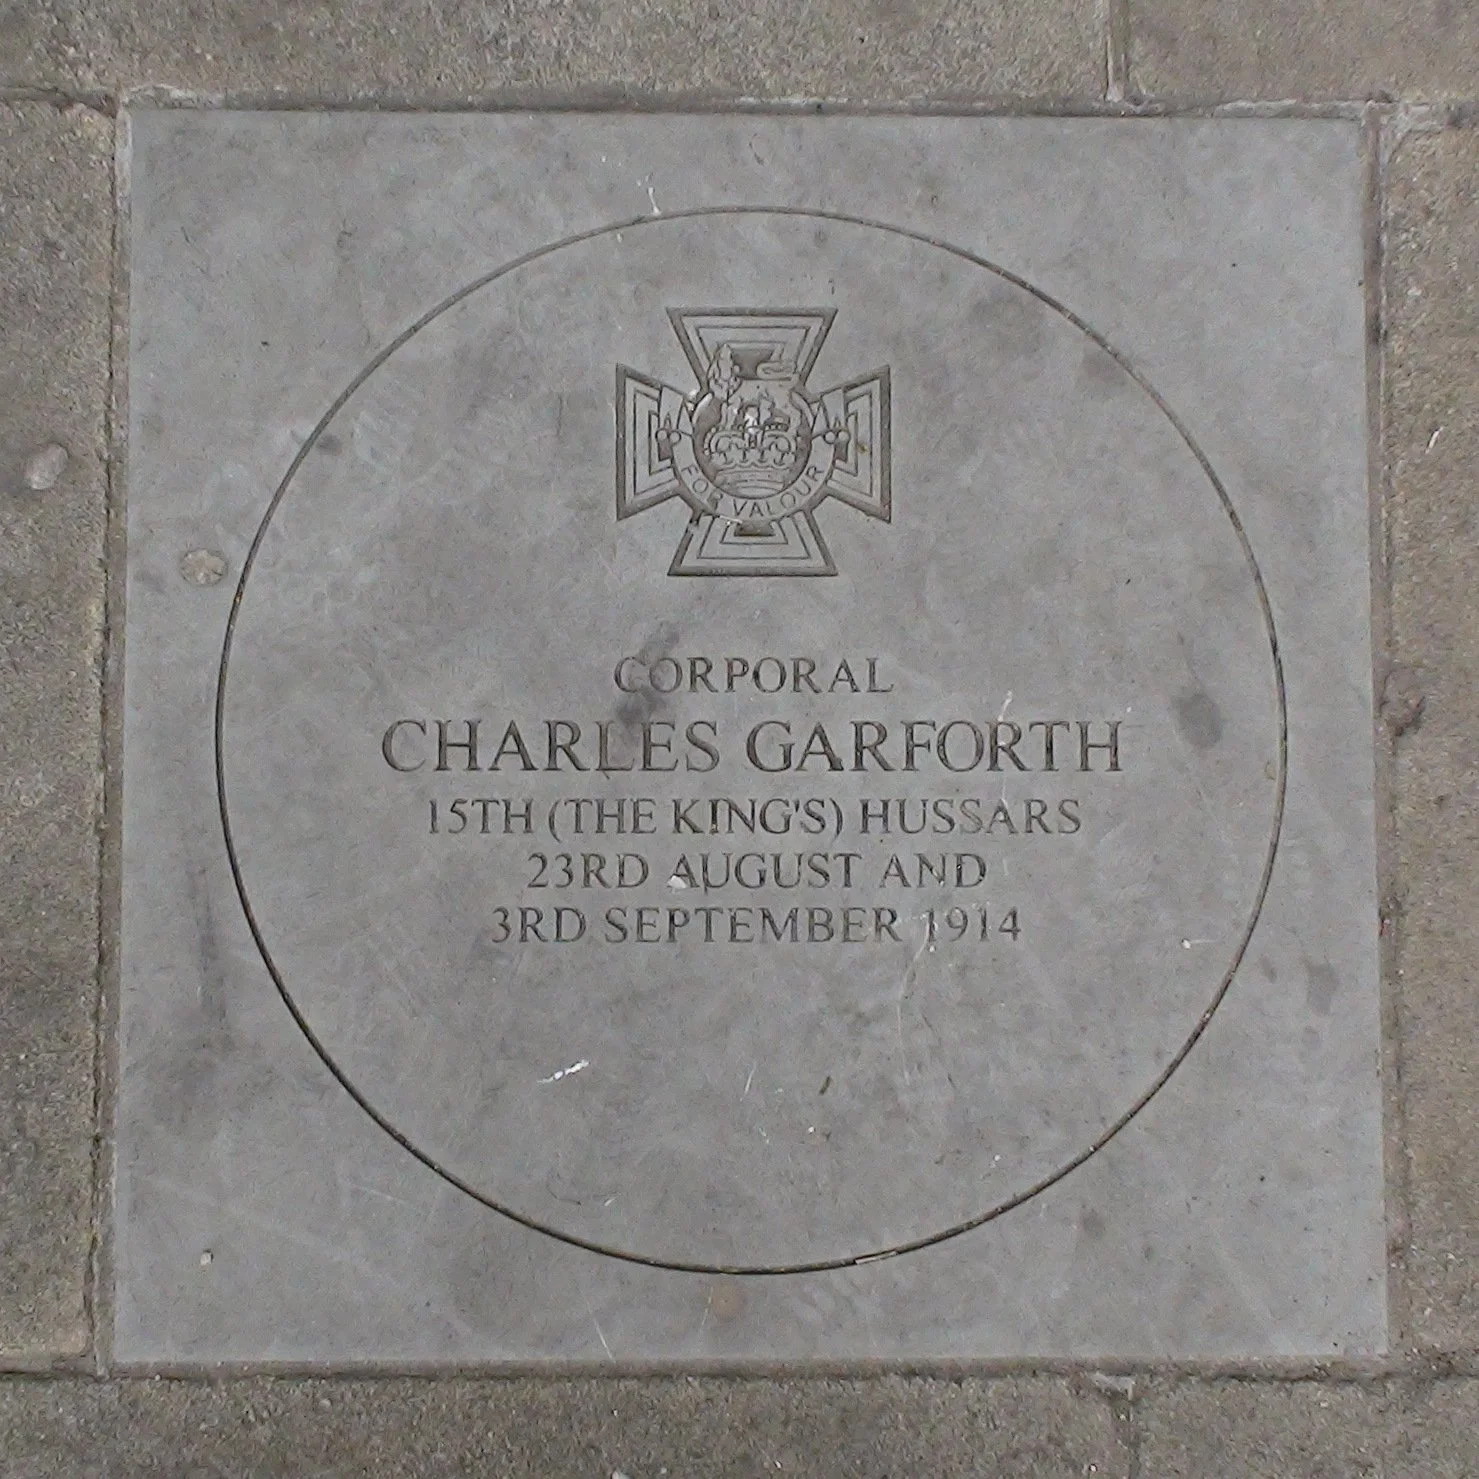 FOR VALOUR
CORPORAL
CHARLES GARFORTH
15TH (THE KING'S) HUSSARS
23RD AUGUST AND
3RD SEPTEMBER 1914